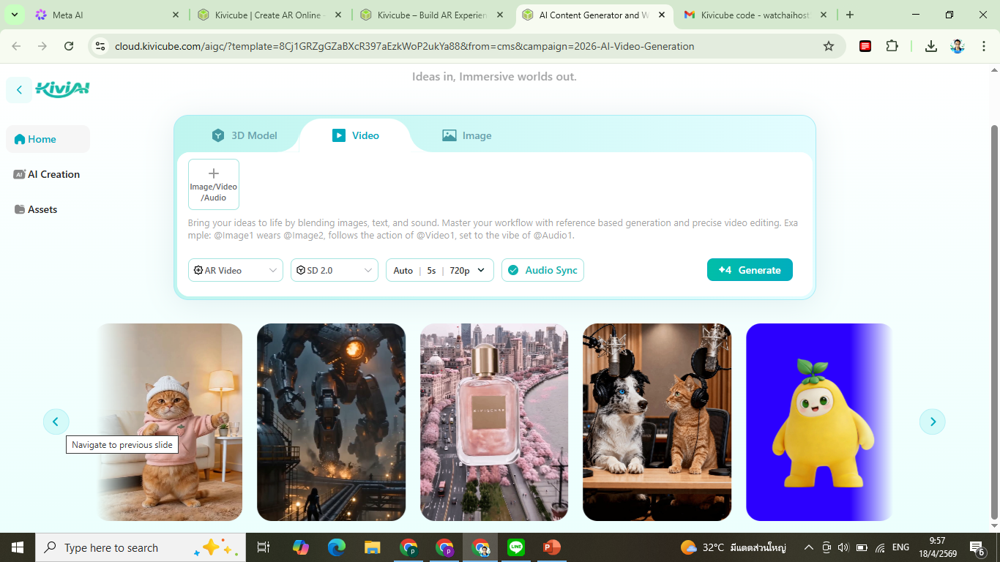 Meta AI
Kivicube | Create AR Online -
Kivicube – Build AR Experien
AI Content Generator and W
Kivicube code - watchaihost
cloud.kivicube.com/aigc/?template=8Cj1GRZgGZaBXcR397aEzkWoP2ukYa88&from=cms&campaign=2026-AI-Video-Generation
Ideas in, Immersive worlds out.
KiviAI
Home
AI Creation
Assets
3D Model
Video
Image
Image/Video
/Audio
Bring your ideas to life by blending images, text, and sound. Master your workflow with reference based generation and precise video editing. Exa
mple: @Image1 wears @Image2, follows the action of @Video1, set to the vibe of @Audio1.
AR Video
SD 2.0
Auto | 5s | 720p
Audio Sync
4 Generate
Navigate to previous slide
Type here to search
32°C มีแดดส่วนใหญ่
ENG
9:57
18/4/2569
6